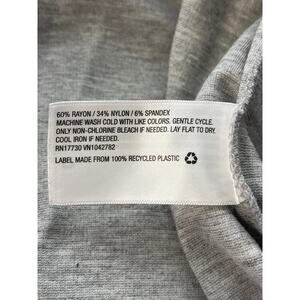 60% RAYON / 34% NYLON / 6% SPANDEX
MACHINE WASH COLD WITH LIKE COLORS. GENTLE CYCLE.
ONLY NON-CHLORINE BLEACH IF NEEDED. LAY FLAT TO DRY.
COOL IRON IF NEEDED.
RN17730 VN1042782
LABEL MADE FROM 100% RECYCLED PLASTIC